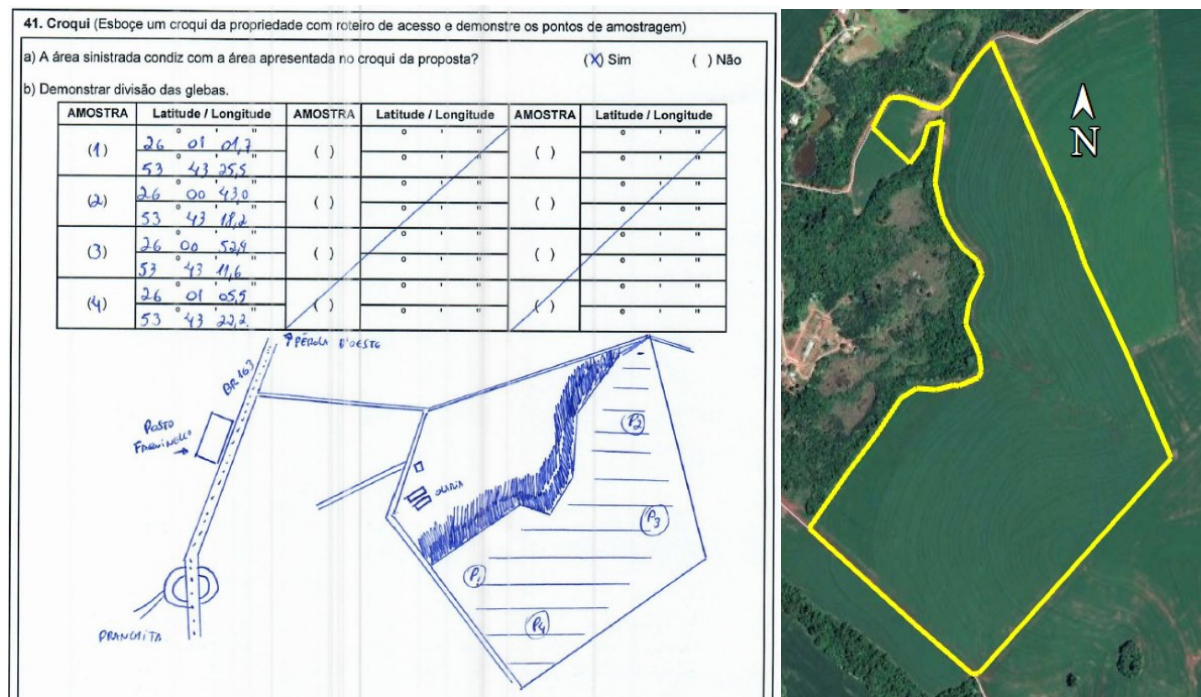 41. Croqui (Esboçe um croqui da propriedade com roteiro de acesso e demonstre os pontos de amostragem)
a) A área sinistrada condiz com a área apresentada no croqui da proposta? (X) Sim ( ) Não
b) Demonstrar divisão das glebas.
AMOSTRA Latitude / Longitude AMOSTRA Latitude / Longitude AMOSTRA Latitude / Longitude
(1) 26 ° 01 ' 01,7 " ( ) ° ' " ( ) ° ' "
53 ° 43 ' 25,5 " ° ' " ° ' "
(2) 26 ° 00 ' 43,0 " ( ) ° ' " ( ) ° ' "
53 ° 43 ' 18,2 " ° ' " ° ' "
(3) 26 ° 00 ' 52,9 " ( ) ° ' " ( ) ° ' "
53 ° 43 ' 11,6 " ° ' " ° ' "
(4) 26 ° 01 ' 05,5 " ( ) ° ' " ( ) ° ' "
53 ° 43 ' 22,2 " ° ' " ° ' "
PÉROLA D'OESTE
BR 163
POSTO
OLARIA
P2
P3
P1
P4
PRANCHITA
N